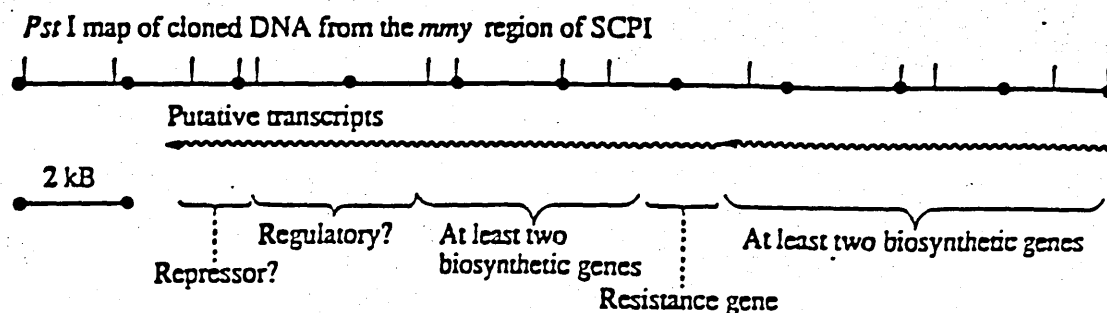 Pst I map of cloned DNA from the mmy region of SCPI
Putative transcripts
2 kB
Regulatory?
At least two
biosynthetic genes
At least two biosynthetic genes
Repressor?
Resistance gene